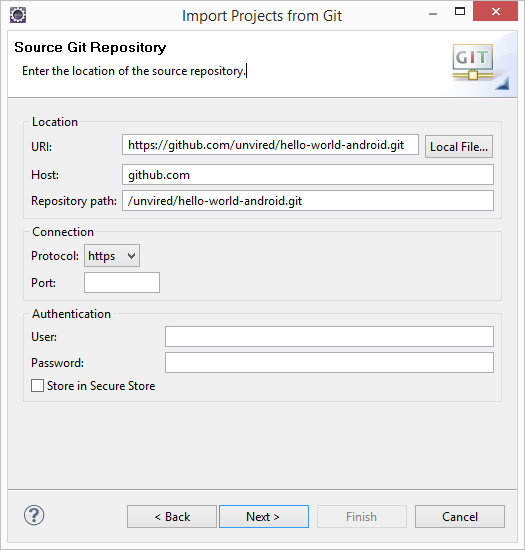 Import Projects from Git
Source Git Repository
Enter the location of the source repository.
GIT
Location
URI: https://github.com/unvired/hello-world-android.git Local File...
Host: github.com
Repository path: /unvired/hello-world-android.git
Connection
Protocol: https
Port:
Authentication
User:
Password:
Store in Secure Store
? < Back Next > Finish Cancel